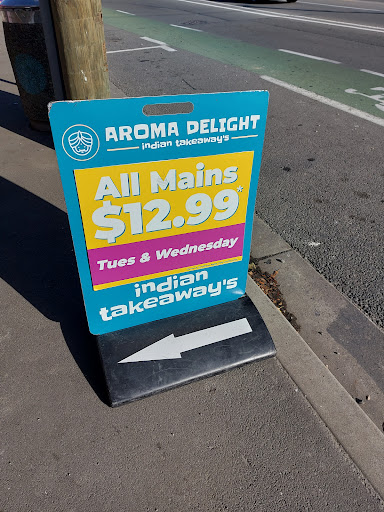 AROMA DELIGHT
indian takeaway's
All Mains
$12.99*
Tues & Wednesday
indian
takeaway's